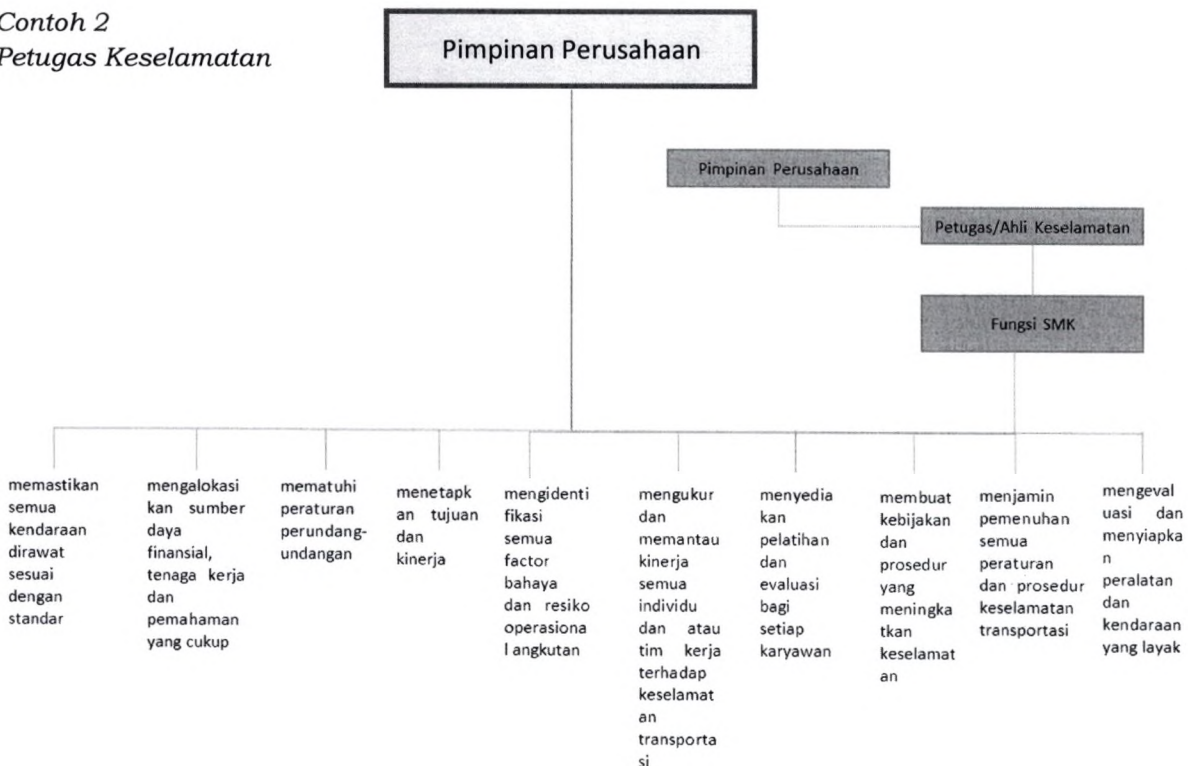 Contoh 2
Petugas Keselamatan
Pimpinan Perusahaan
Pimpinan Perusahaan
Petugas/Ahli Keselamatan
Fungsi SMK
memastikan
semua
kendaraan
dirawat
sesuai
dengan
standar
mengalokasi
kan sumber
daya
finansial,
tenaga kerja
dan
pemahaman
yang cukup
mematuhi
peraturan
perundang-
undangan
menetapk
an tujuan
dan
kinerja
mengidenti
fikasi
semua
factor
bahaya
dan resiko
operasiona
l angkutan
mengukur
dan
memantau
kinerja
semua
individu
dan atau
tim kerja
terhadap
keselamat
an
transporta
si
menyedia
kan
pelatihan
dan
evaluasi
bagi
setiap
karyawan
membuat
kebijakan
dan
prosedur
yang
meningka
tkan
keselamat
an
menjamin
pemenuhan
semua
peraturan
dan prosedur
keselamatan
transportasi
mengeval
uasi dan
menyiapka
n
peralatan
dan
kendaraan
yang layak